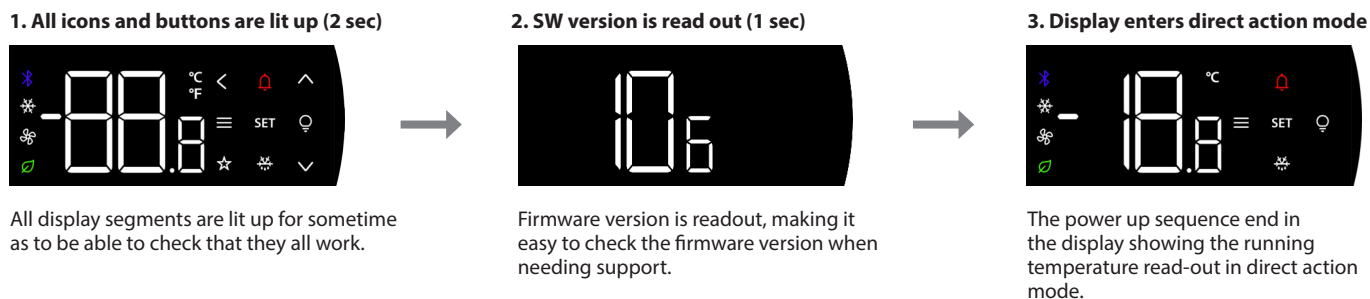 1. All icons and buttons are lit up (2 sec)
-88.8
°C
°F
SET
All display segments are lit up for sometime
as to be able to check that they all work.
2. SW version is read out (1 sec)
106
Firmware version is readout, making it
easy to check the firmware version when
needing support.
3. Display enters direct action mode
-18.8
°C
SET
The power up sequence end in
the display showing the running
temperature read-out in direct action
mode.